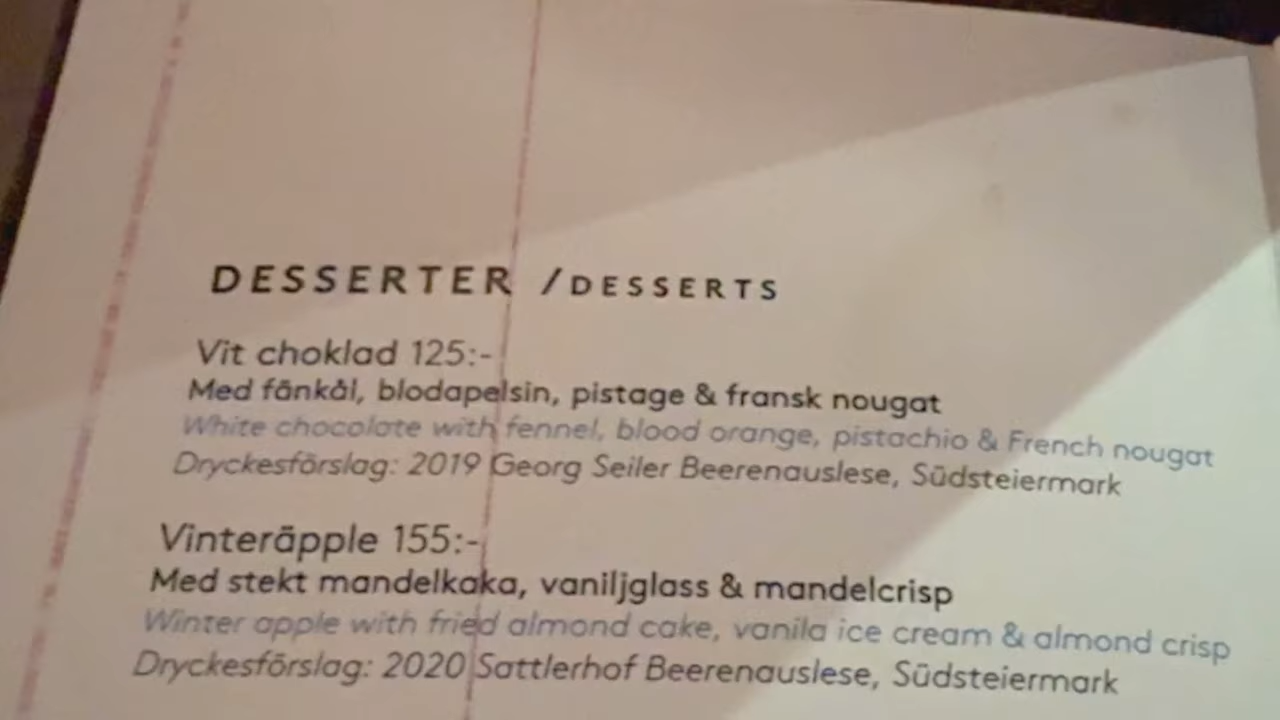 DESSERTER / DESSERTS
Vit choklad 125:-
Med fänkål, blodapelsin, pistage & fransk nougat
White chocolate with fennel, blood orange, pistachio & French nougat
Dryckesförslag: 2019 Georg Seiler Beerenauslese, Südsteiermark
Vinteräpple 155:-
Med stekt mandelkaka, vaniljglass & mandelcrisp
Winter apple with fried almond cake, vanila ice cream & almond crisp
Dryckesförslag: 2020 Sattlerhof Beerenauslese, Südsteiermark